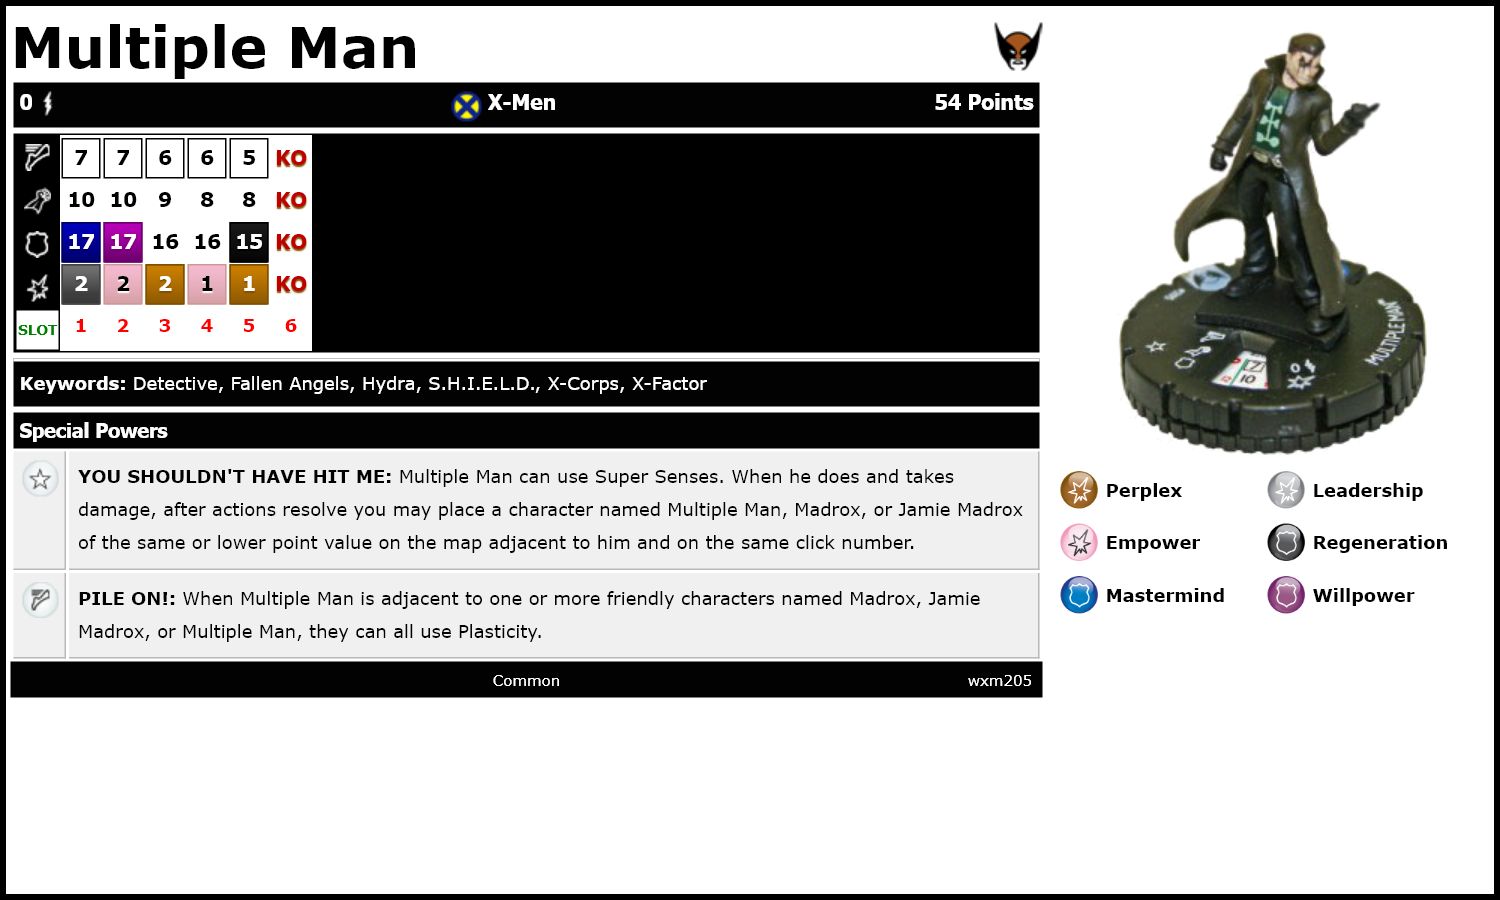 Multiple Man
0 X-Men 54 Points
7 7 6 6 5 KO
10 10 9 8 8 KO
17 17 16 16 15 KO
2 2 2 1 1 KO
SLOT 1 2 3 4 5 6
Keywords: Detective, Fallen Angels, Hydra, S.H.I.E.L.D., X-Corps, X-Factor
Special Powers
YOU SHOULDN'T HAVE HIT ME: Multiple Man can use Super Senses. When he does and takes
damage, after actions resolve you may place a character named Multiple Man, Madrox, or Jamie Madrox
of the same or lower point value on the map adjacent to him and on the same click number.
PILE ON!: When Multiple Man is adjacent to one or more friendly characters named Madrox, Jamie
Madrox, or Multiple Man, they can all use Plasticity.
Common wxm205
MULTIPLE MAN
0
10
Perplex Leadership
Empower Regeneration
Mastermind Willpower